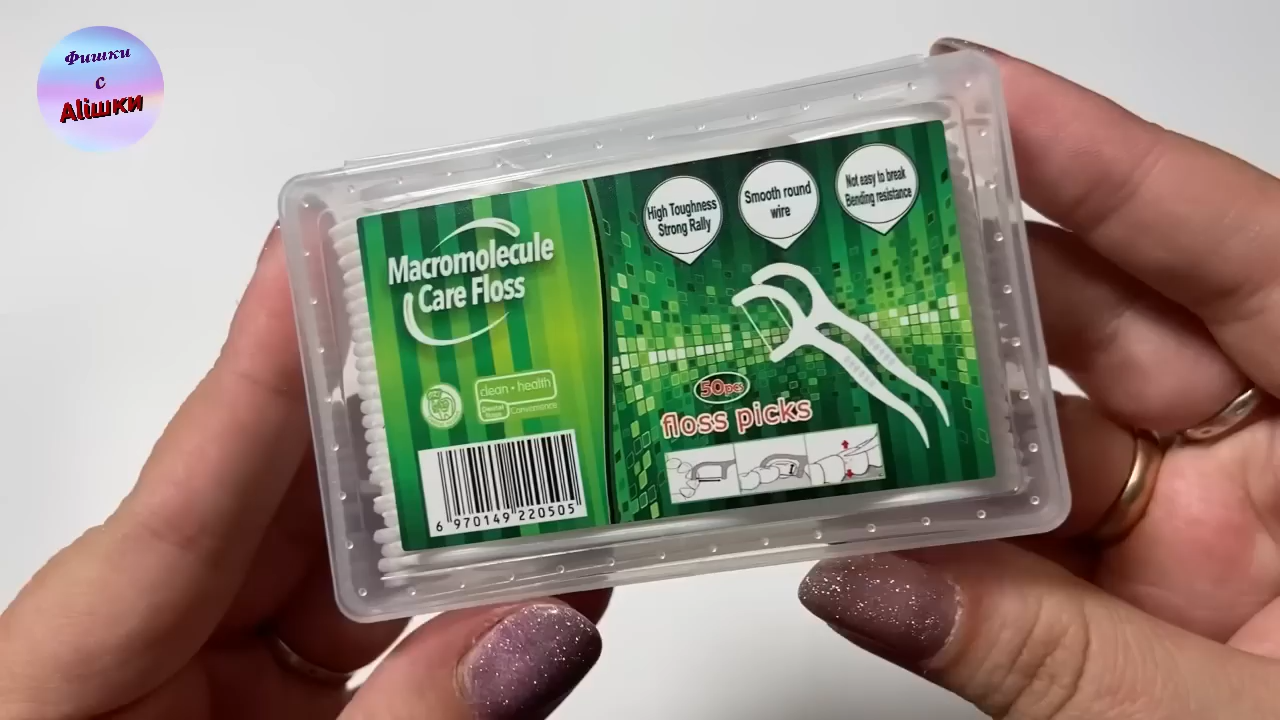 Фишки
с
Aliшки
Macromolecule
Care Floss
clean • health
Dental
Convenience
6 970149 220505
High Toughness
Strong Rally
Smooth round
wire
Not easy to break
Bending resistance
50pcs
floss picks